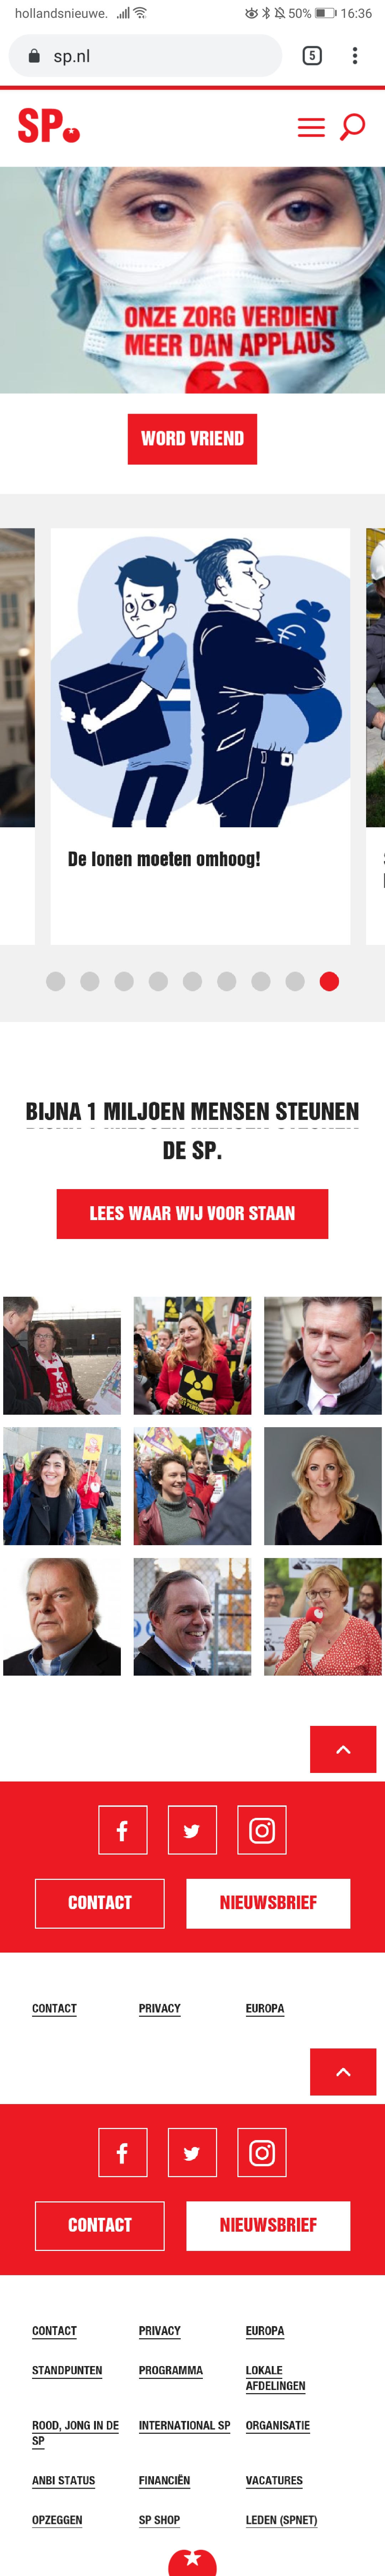 hollandsnieuwe. 50% 16:36
sp.nl 5
SP.
ONZE ZORG VERDIENT
MEER DAN APPLAUS
WORD VRIEND
De lonen moeten omhoog!
BIJNA 1 MILJOEN MENSEN STEUNEN
DE SP.
LEES WAAR WIJ VOOR STAAN
SP
CONTACT NIEUWSBRIEF
CONTACT PRIVACY EUROPA
CONTACT NIEUWSBRIEF
CONTACT PRIVACY EUROPA
STANDPUNTEN PROGRAMMA LOKALE
AFDELINGEN
ROOD, JONG IN DE INTERNATIONAL SP ORGANISATIE
SP
ANBI STATUS FINANCIËN VACATURES
OPZEGGEN SP SHOP LEDEN (SPNET)